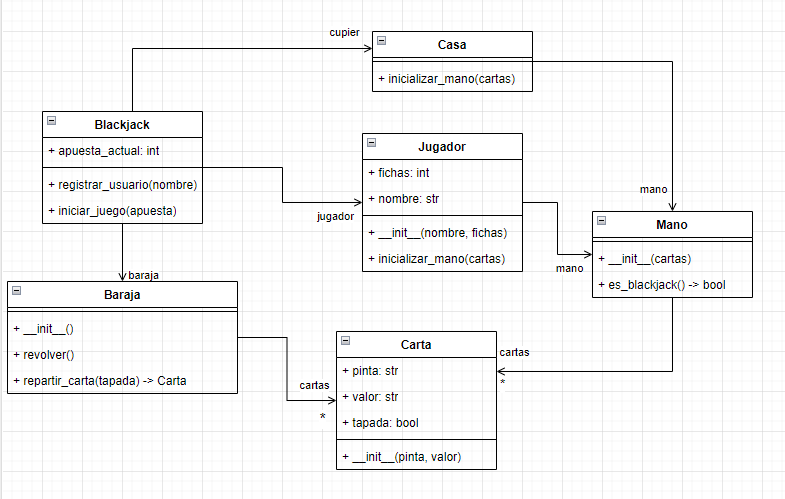 cupier
Casa
+ inicializar_mano(cartas)
Blackjack
+ apuesta_actual: int
+ registrar_usuario(nombre)
+ iniciar_juego(apuesta)
Jugador
+ fichas: int
+ nombre: str
+ __init__(nombre, fichas)
+ inicializar_mano(cartas)
jugador
mano
Mano
+ __init__(cartas)
+ es_blackjack() -> bool
mano
baraja
Baraja
+ __init__()
+ revolver()
+ repartir_carta(tapada) -> Carta
cartas
*
Carta
+ pinta: str
+ valor: str
+ tapada: bool
+ __init__(pinta, valor)
cartas
*